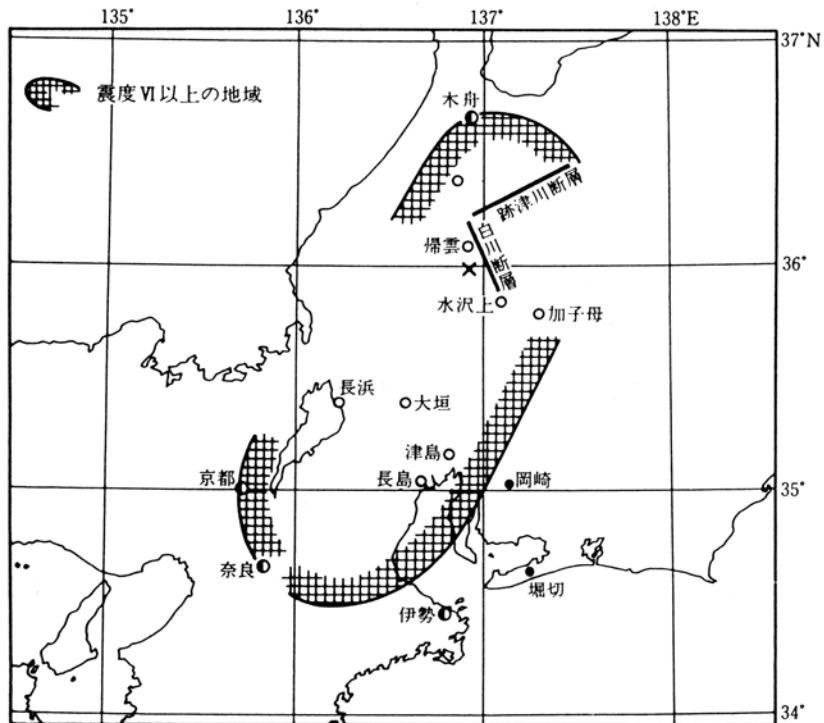 135°
136°
137°
138°E
37°N
震度Ⅵ以上の地域
木舟
跡津川断層
帰雲
白川断層
36°
水沢上
加子母
長浜
大垣
津島
京都
長島
岡崎
35°
奈良
堀切
伊勢
34°